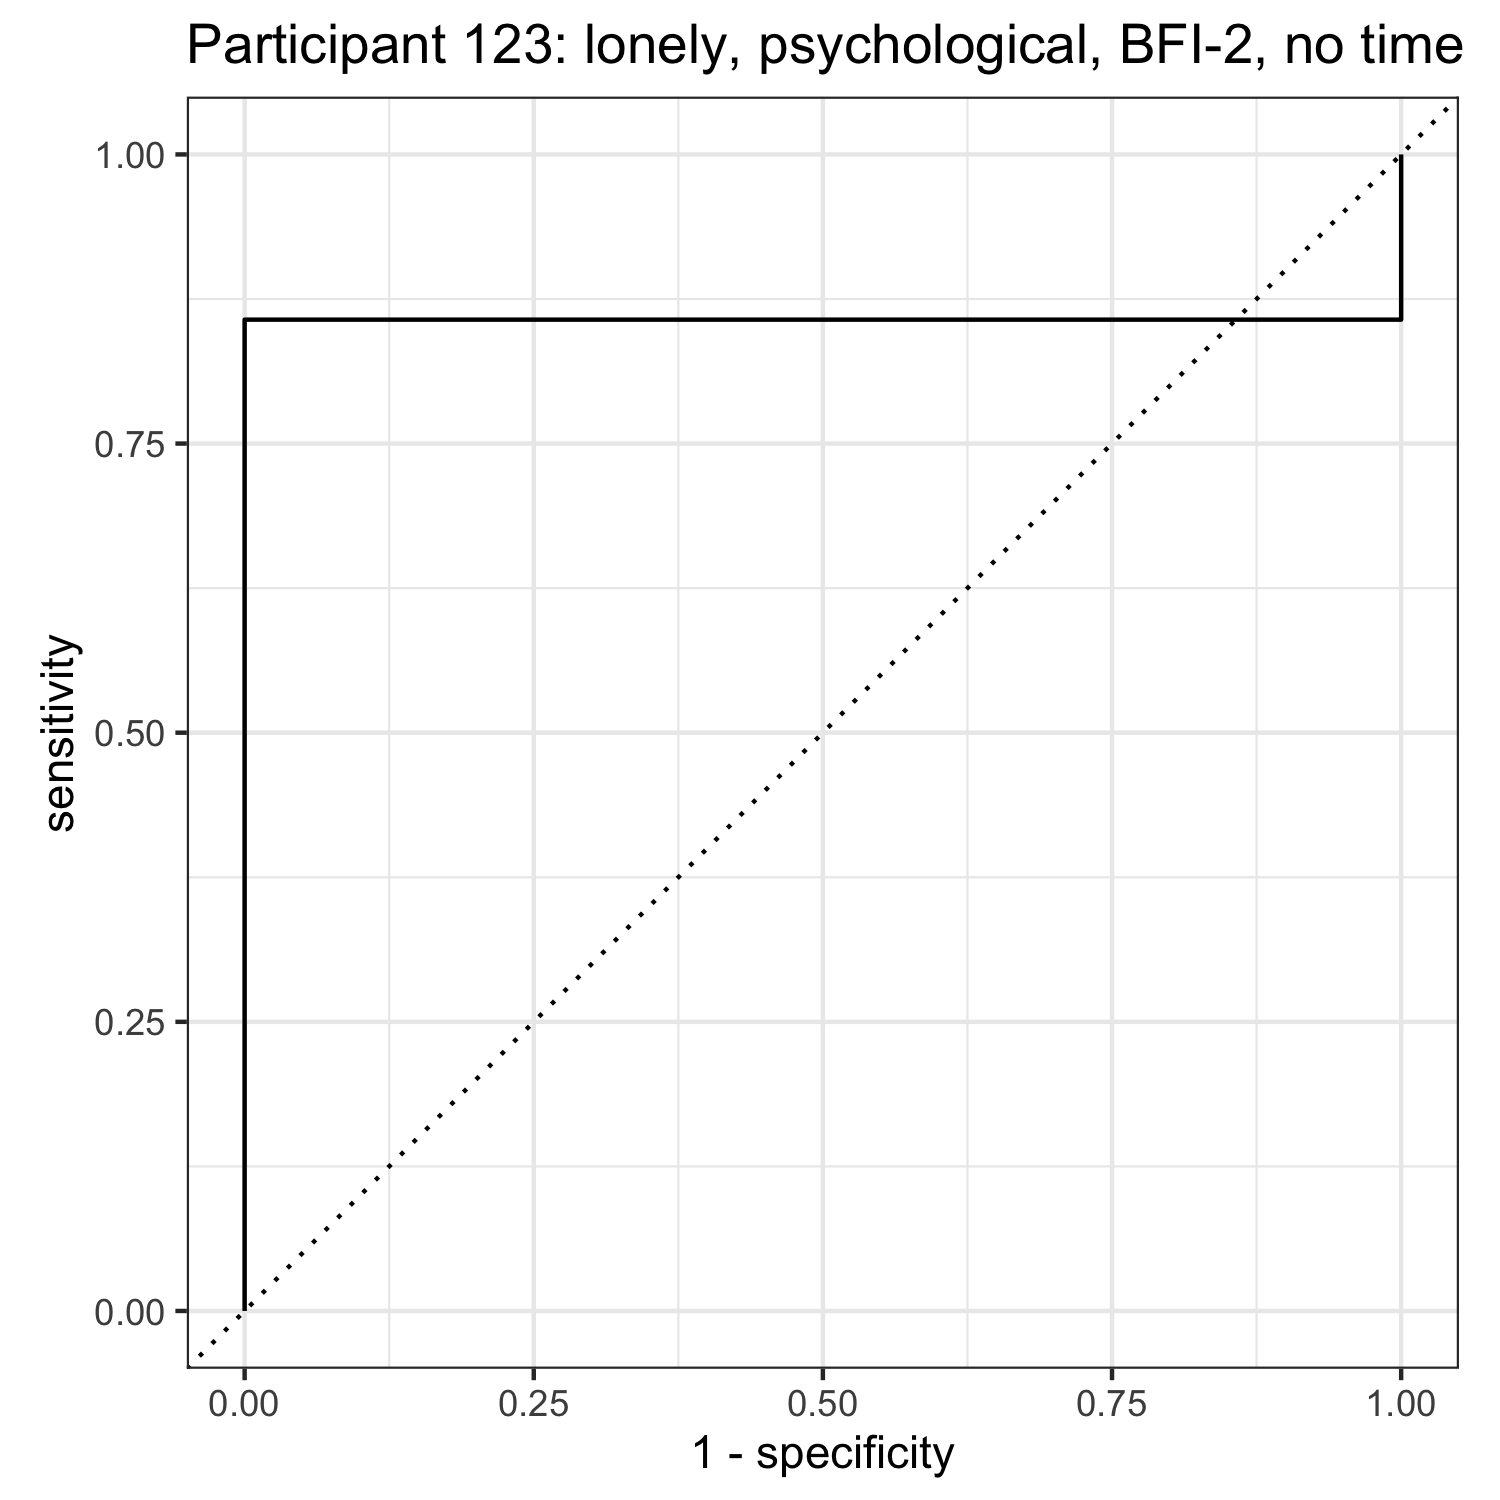 Participant 123: lonely, psychological, BFI-2, no time
1.00
0.75
0.50
0.25
0.00
sensitivity
0.00 0.25 0.50 0.75 1.00
1 - specificity